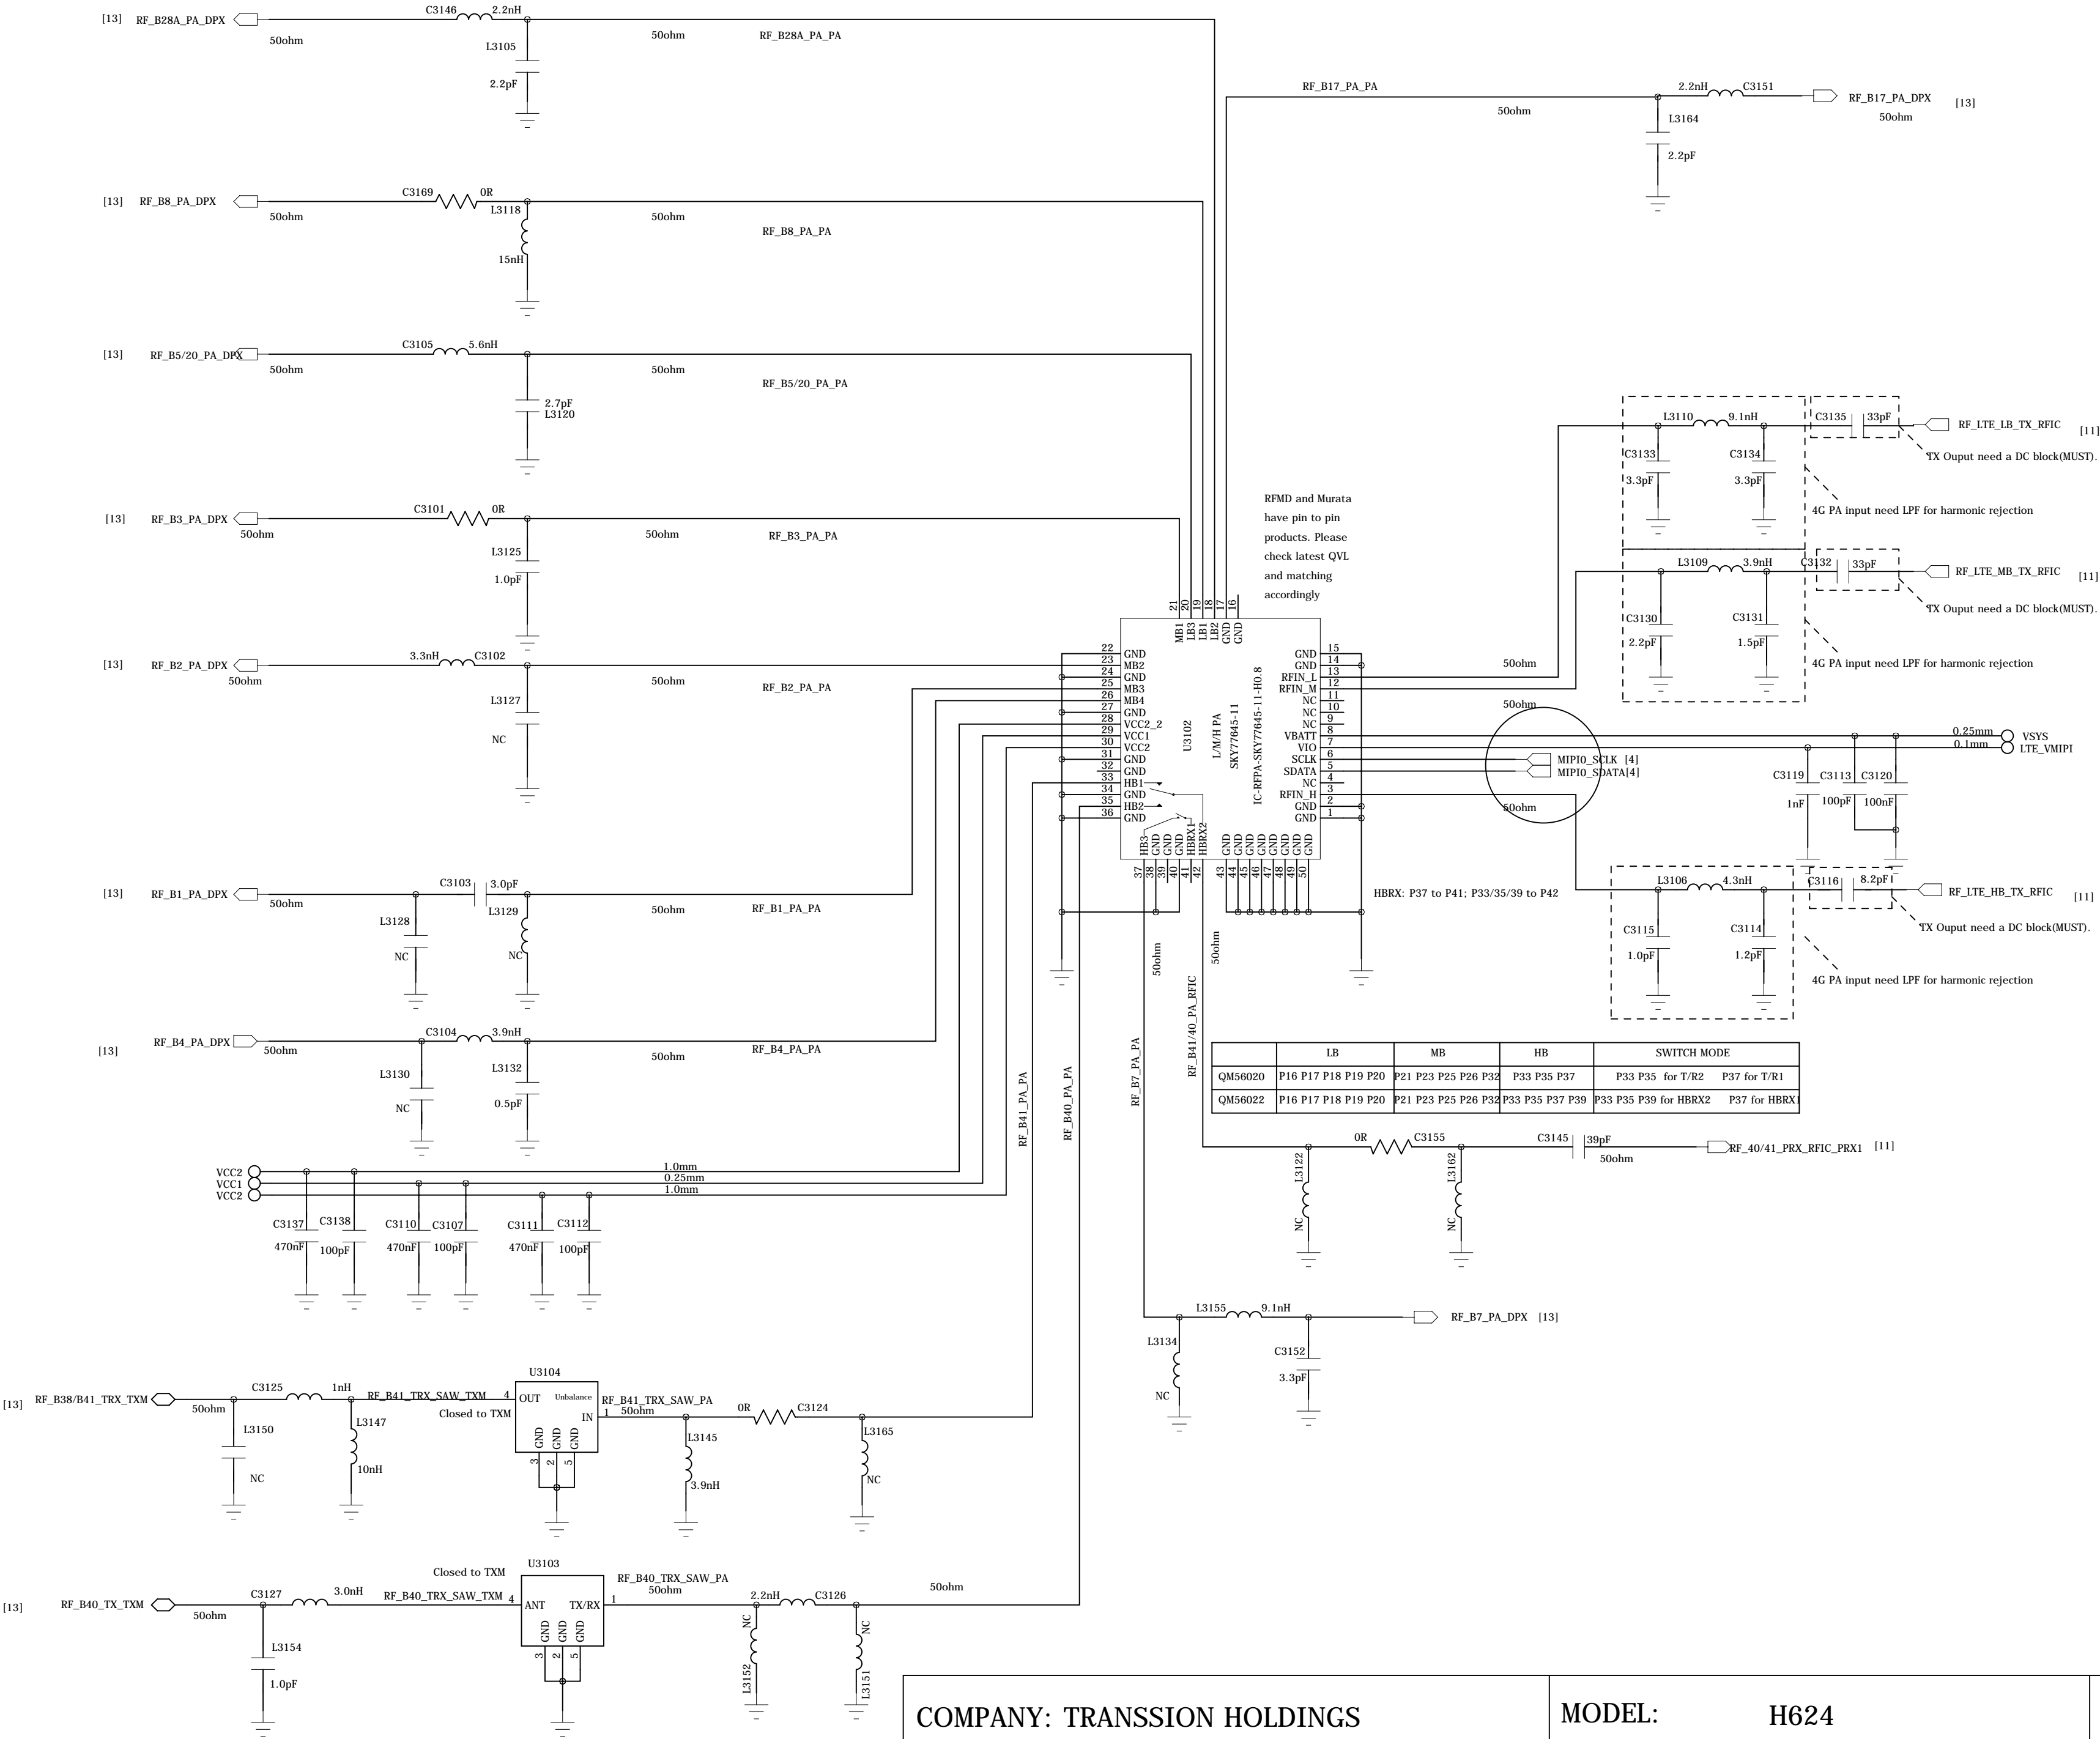 [13] RF_B28A_PA_DPX
50ohm
C3146 2.2nH
L3105
2.2pF
50ohm
RF_B28A_PA_PA
RF_B17_PA_PA
50ohm
2.2nH C3151
L3164
2.2pF
RF_B17_PA_DPX [13]
50ohm
[13] RF_B8_PA_DPX
50ohm
C3169 0R
L3118
15nH
50ohm
RF_B8_PA_PA
[13] RF_B5/20_PA_DPX
50ohm
C3105 5.6nH
2.7pF
L3120
50ohm
RF_B5/20_PA_PA
[13] RF_B3_PA_DPX
50ohm
C3101 0R
L3125
1.0pF
50ohm
RF_B3_PA_PA
[13] RF_B2_PA_DPX
50ohm
3.3nH C3102
L3127
NC
50ohm
RF_B2_PA_PA
[13] RF_B1_PA_DPX
50ohm
C3103 3.0pF
L3128
NC
L3129
NC
50ohm
RF_B1_PA_PA
[13] RF_B4_PA_DPX
50ohm
C3104 3.9nH
L3130
NC
L3132
0.5pF
50ohm
RF_B4_PA_PA
VCC2
VCC1
VCC2
1.0mm
0.25mm
1.0mm
C3137
470nF
C3138
100pF
C3110
470nF
C3107
100pF
C3111
470nF
C3112
100pF
RFMD and Murata
have pin to pin
products. Please
check latest QVL
and matching
accordingly
21 20 19 18 17 16
MB1 LB3 LB1 LB2 GND GND
22 GND
23 MB2
24 GND
25 MB3
26 MB4
27 GND
28 VCC2_2
29 VCC1
30 VCC2
31 GND
32 GND
33 HB1
34 GND
35 HB2
36 GND
U3102
L/M/H PA
SKY77645-11
IC-RFPA-SKY77645-11-H0.8
GND 15
GND 14
RFIN_L 13
RFIN_M 12
NC 11
NC 10
NC 9
VBATT 8
VIO 7
SCLK 6
SDATA 5
NC 4
RFIN_H 3
GND 2
GND 1
HB3 GND GND GND HBRX1 HBRX2 GND GND GND GND GND GND GND GND
37 38 39 40 41 42 43 44 45 46 47 48 49 50
50ohm
50ohm
50ohm
MIPI0_SCLK [4]
MIPI0_SDATA[4]
L3110 9.1nH
C3133
3.3pF
C3134
3.3pF
C3135 33pF
RF_LTE_LB_TX_RFIC [11]
TX Ouput need a DC block(MUST).
4G PA input need LPF for harmonic rejection
L3109 3.9nH
C3130
2.2pF
C3131
1.5pF
C3132 33pF
RF_LTE_MB_TX_RFIC [11]
TX Ouput need a DC block(MUST).
4G PA input need LPF for harmonic rejection
0.25mm VSYS
0.1mm LTE_VMIPI
C3119
1nF
C3113
100pF
C3120
100nF
L3106 4.3nH
C3115
1.0pF
C3114
1.2pF
C3116 8.2pF
RF_LTE_HB_TX_RFIC [11]
TX Ouput need a DC block(MUST).
4G PA input need LPF for harmonic rejection
HBRX: P37 to P41; P33/35/39 to P42
50ohm
50ohm
RF_B41/40_PA_RFIC
RF_B7_PA_PA
RF_B40_PA_PA
RF_B41_PA_PA
LB MB HB SWITCH MODE
QM56020 P16 P17 P18 P19 P20 P21 P23 P25 P26 P32 P33 P35 P37 P33 P35 for T/R2 P37 for T/R1
QM56022 P16 P17 P18 P19 P20 P21 P23 P25 P26 P32 P33 P35 P37 P39 P33 P35 P39 for HBRX2 P37 for HBRX1
L3122
NC
0R C3155
L3162
NC
C3145 39pF
50ohm
RF_40/41_PRX_RFIC_PRX1 [11]
L3155 9.1nH
L3134
NC
C3152
3.3pF
RF_B7_PA_DPX [13]
[13] RF_B38/B41_TRX_TXM
50ohm
C3125 1nH
L3150
NC
L3147
10nH
RF_B41_TRX_SAW_TXM
Closed to TXM
U3104
4 OUT Unbalance
IN 1
GND GND GND
3 2 5
RF_B41_TRX_SAW_PA
50ohm
L3145
3.9nH
0R C3124
L3165
NC
[13] RF_B40_TX_TXM
50ohm
C3127 3.0nH
L3154
1.0pF
Closed to TXM
RF_B40_TRX_SAW_TXM
U3103
4 ANT TX/RX 1
GND GND GND
3 2 5
RF_B40_TRX_SAW_PA
50ohm
2.2nH C3126
NC
L3152
NC
L3151
50ohm
COMPANY: TRANSSION HOLDINGS
MODEL: H624